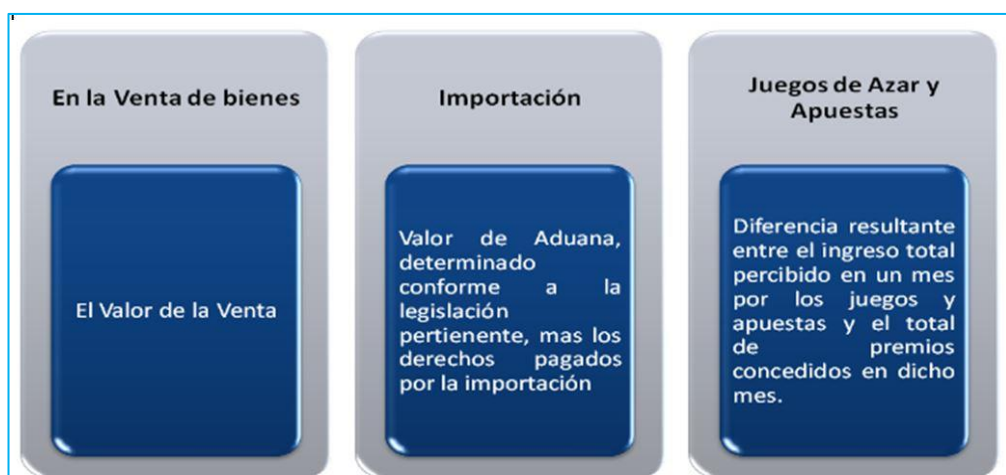 En la Venta de bienes
El Valor de la Venta
Importación
Valor de Aduana,
determinado
conforme a la
legislación
pertienente, mas los
derechos pagados
por la importación
Juegos de Azar y
Apuestas
Diferencia resultante
entre el ingreso total
percibido en un mes
por los juegos y
apuestas y el total
de premios
concedidos en dicho
mes.